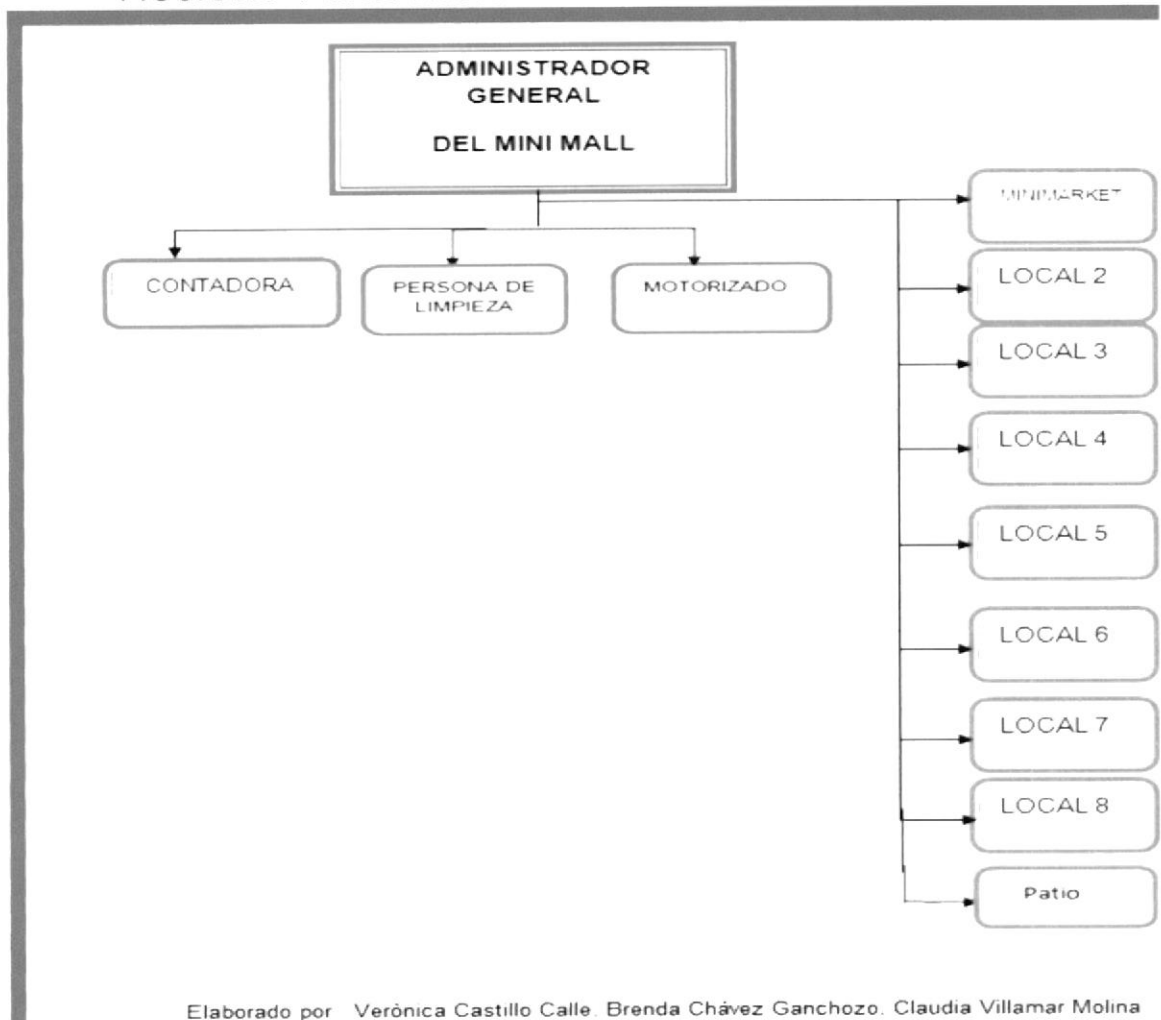 ADMINISTRADOR
GENERAL
DEL MINI MALL
MINIMARKET
CONTADORA
PERSONA DE
LIMPIEZA
MOTORIZADO
LOCAL 2
LOCAL 3
LOCAL 4
LOCAL 5
LOCAL 6
LOCAL 7
LOCAL 8
Patio
Elaborado por Verònica Castillo Calle. Brenda Chávez Ganchozo. Claudia Villamar Molina